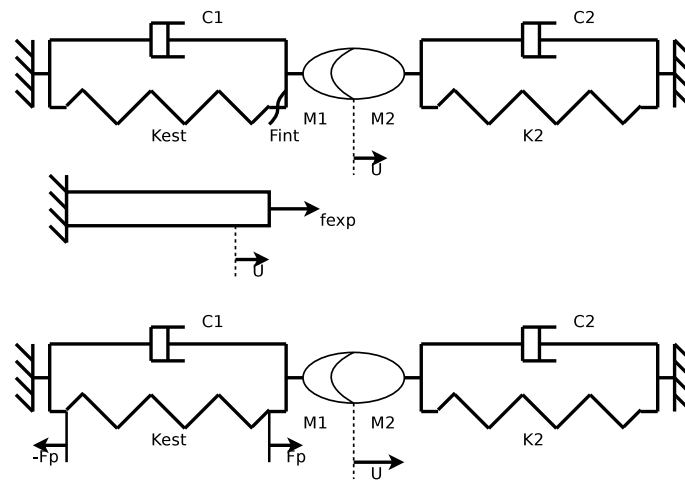 C1 C2
Kest Fint M1 M2 K2
U
fexp
U
C1 C2
Kest M1 M2 K2
-Fp Fp U